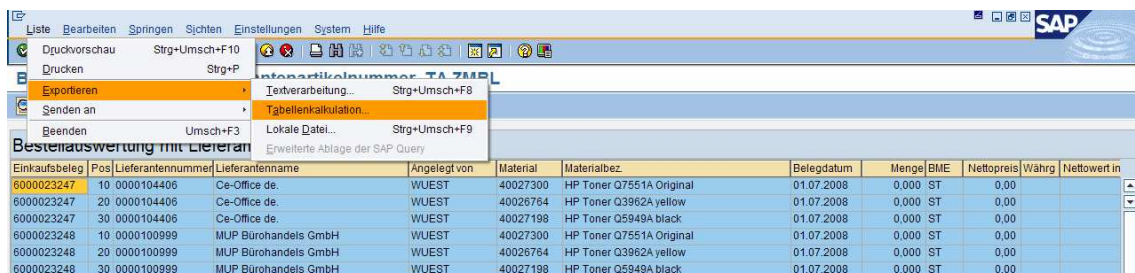 Liste Bearbeiten Springen Sichten Einstellungen System Hilfe
SAP
Druckvorschau Strg+Umsch+F10
Drucken Strg+P
TA ZMBL
Exportieren
Textverarbeitung... Strg+Umsch+F8
Senden an
Tabellenkalkulation...
Beenden Umsch+F3
Lokale Datei... Strg+Umsch+F9
Erweiterte Ablage der SAP Query
Bestellauswertung mit Lieferan
Einkaufsbeleg Pos Lieferantennummer Lieferantenname Angelegt von Material Materialbez. Belegdatum Menge BME Nettopreis Währg Nettowert in
6000023247 10 0000104406 Ce-Office de. WUEST 40027300 HP Toner Q7551A Original 01.07.2008 0,000 ST 0,00
6000023247 20 0000104406 Ce-Office de. WUEST 40026764 HP Toner Q3962A yellow 01.07.2008 0,000 ST 0,00
6000023247 30 0000104406 Ce-Office de. WUEST 40027198 HP Toner Q5949A black 01.07.2008 0,000 ST 0,00
6000023248 10 0000100999 MUP Bürohandels GmbH WUEST 40027300 HP Toner Q7551A Original 01.07.2008 0,000 ST 0,00
6000023248 20 0000100999 MUP Bürohandels GmbH WUEST 40026764 HP Toner Q3962A yellow 01.07.2008 0,000 ST 0,00
6000023248 30 0000100999 MUP Bürohandels GmbH WUEST 40027198 HP Toner Q5949A black 01.07.2008 0,000 ST 0,00